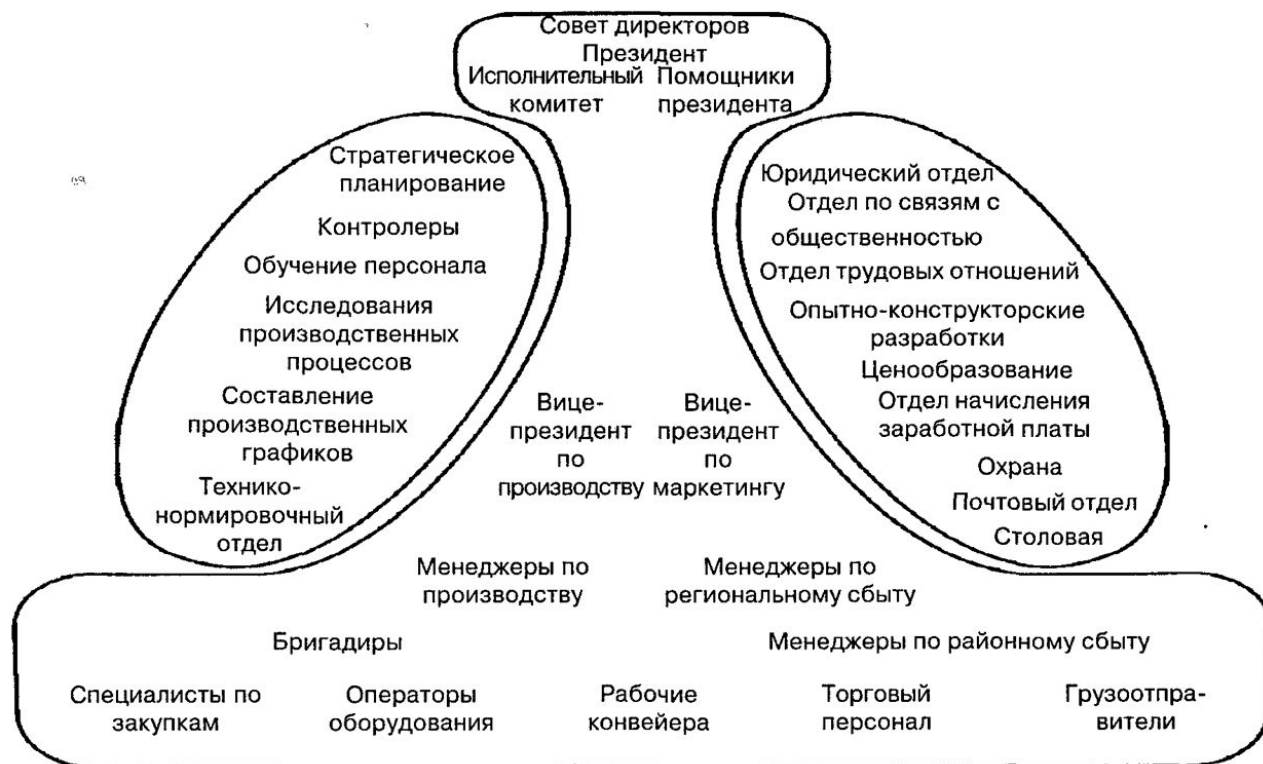 Совет директоров
Президент
Исполнительный
комитет
Помощники
президента
Стратегическое
планирование
Контролеры
Обучение персонала
Исследования
производственных
процессов
Составление
производственных
графиков
Технико-
нормировочный
отдел
Юридический отдел
Отдел по связям с
общественностью
Отдел трудовых отношений
Опытно-конструкторские
разработки
Ценообразование
Отдел начисления
заработной платы
Охрана
Почтовый отдел
Столовая
Вице-
президент
по
производству
Вице-
президент
по
маркетингу
Менеджеры по
производству
Менеджеры по
региональному сбыту
Бригадиры
Менеджеры по районному сбыту
Специалисты по
закупкам
Операторы
оборудования
Рабочие
конвейера
Торговый
персонал
Грузоотпра-
вители